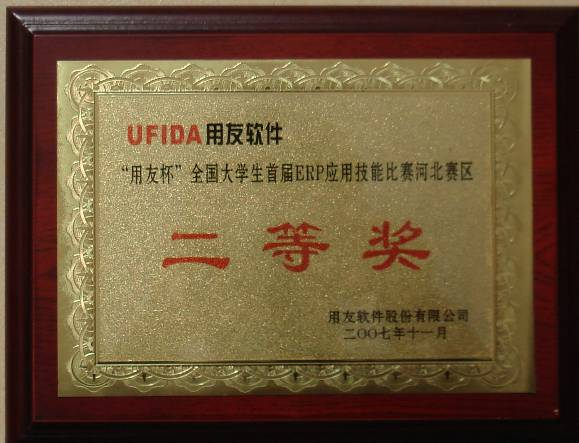 UFIDA用友软件
“用友杯”全国大学生首届ERP应用技能比赛河北赛区
二等奖
用友软件股份有限公司
二〇〇七年十一月